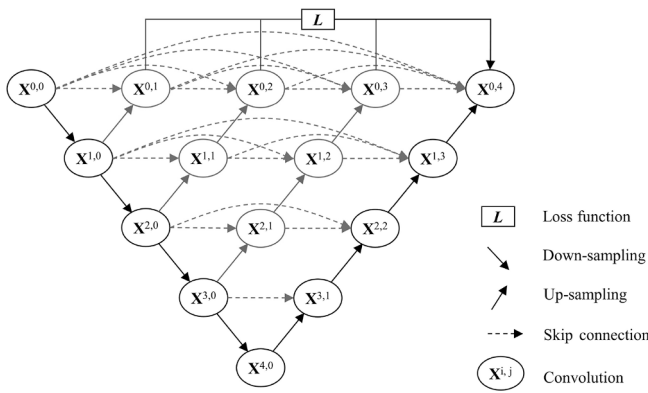 L
X0,0 X0,1 X0,2 X0,3 X0,4
X1,0 X1,1 X1,2 X1,3
X2,0 X2,1 X2,2
X3,0 X3,1
X4,0
L Loss function
Down-sampling
Up-sampling
Skip connection
Xi, j Convolution